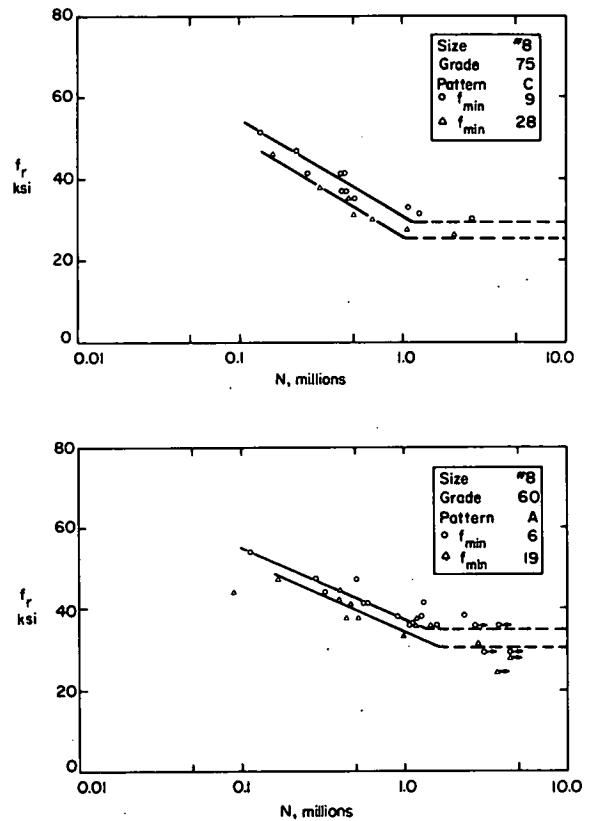 80
60
40
20
0
f_r
ksi
Size #8
Grade 75
Pattern C
o f_min 9
△ f_min 28
0.01 0.1 1.0 10.0
N, millions
80
60
40
20
0
f_r
ksi
Size #8
Grade 60
Pattern A
o f_min 6
△ f_min 19
0.01 0.1 1.0 10.0
N, millions